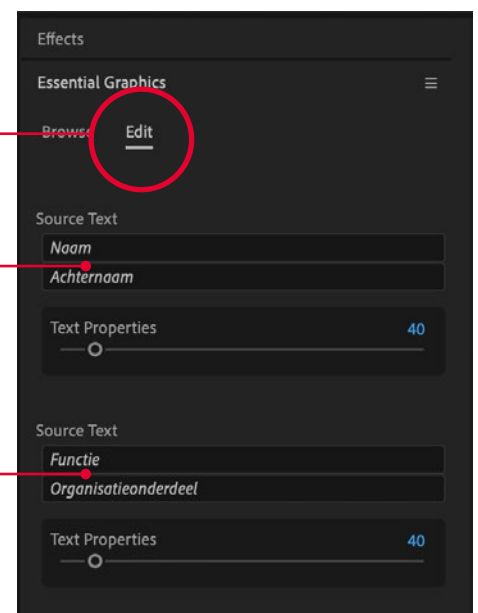 Effects
Essential Graphics
Browse Edit
Source Text
Naam
Achternaam
Text Properties 40
Source Text
Functie
Organisatieonderdeel
Text Properties 40